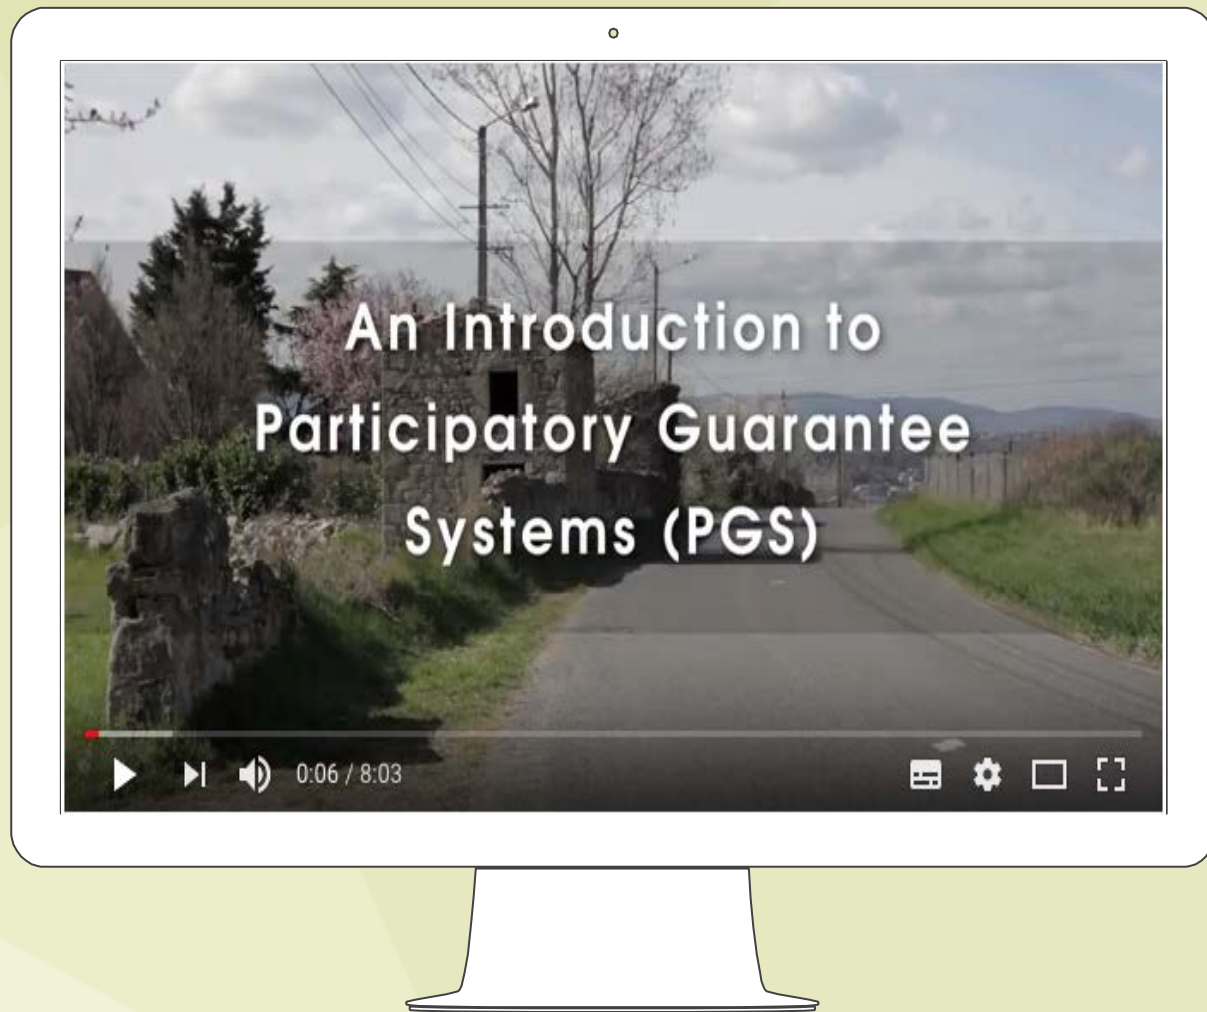 An Introduction to
Participatory Guarantee
Systems (PGS)
0:06 / 8:03